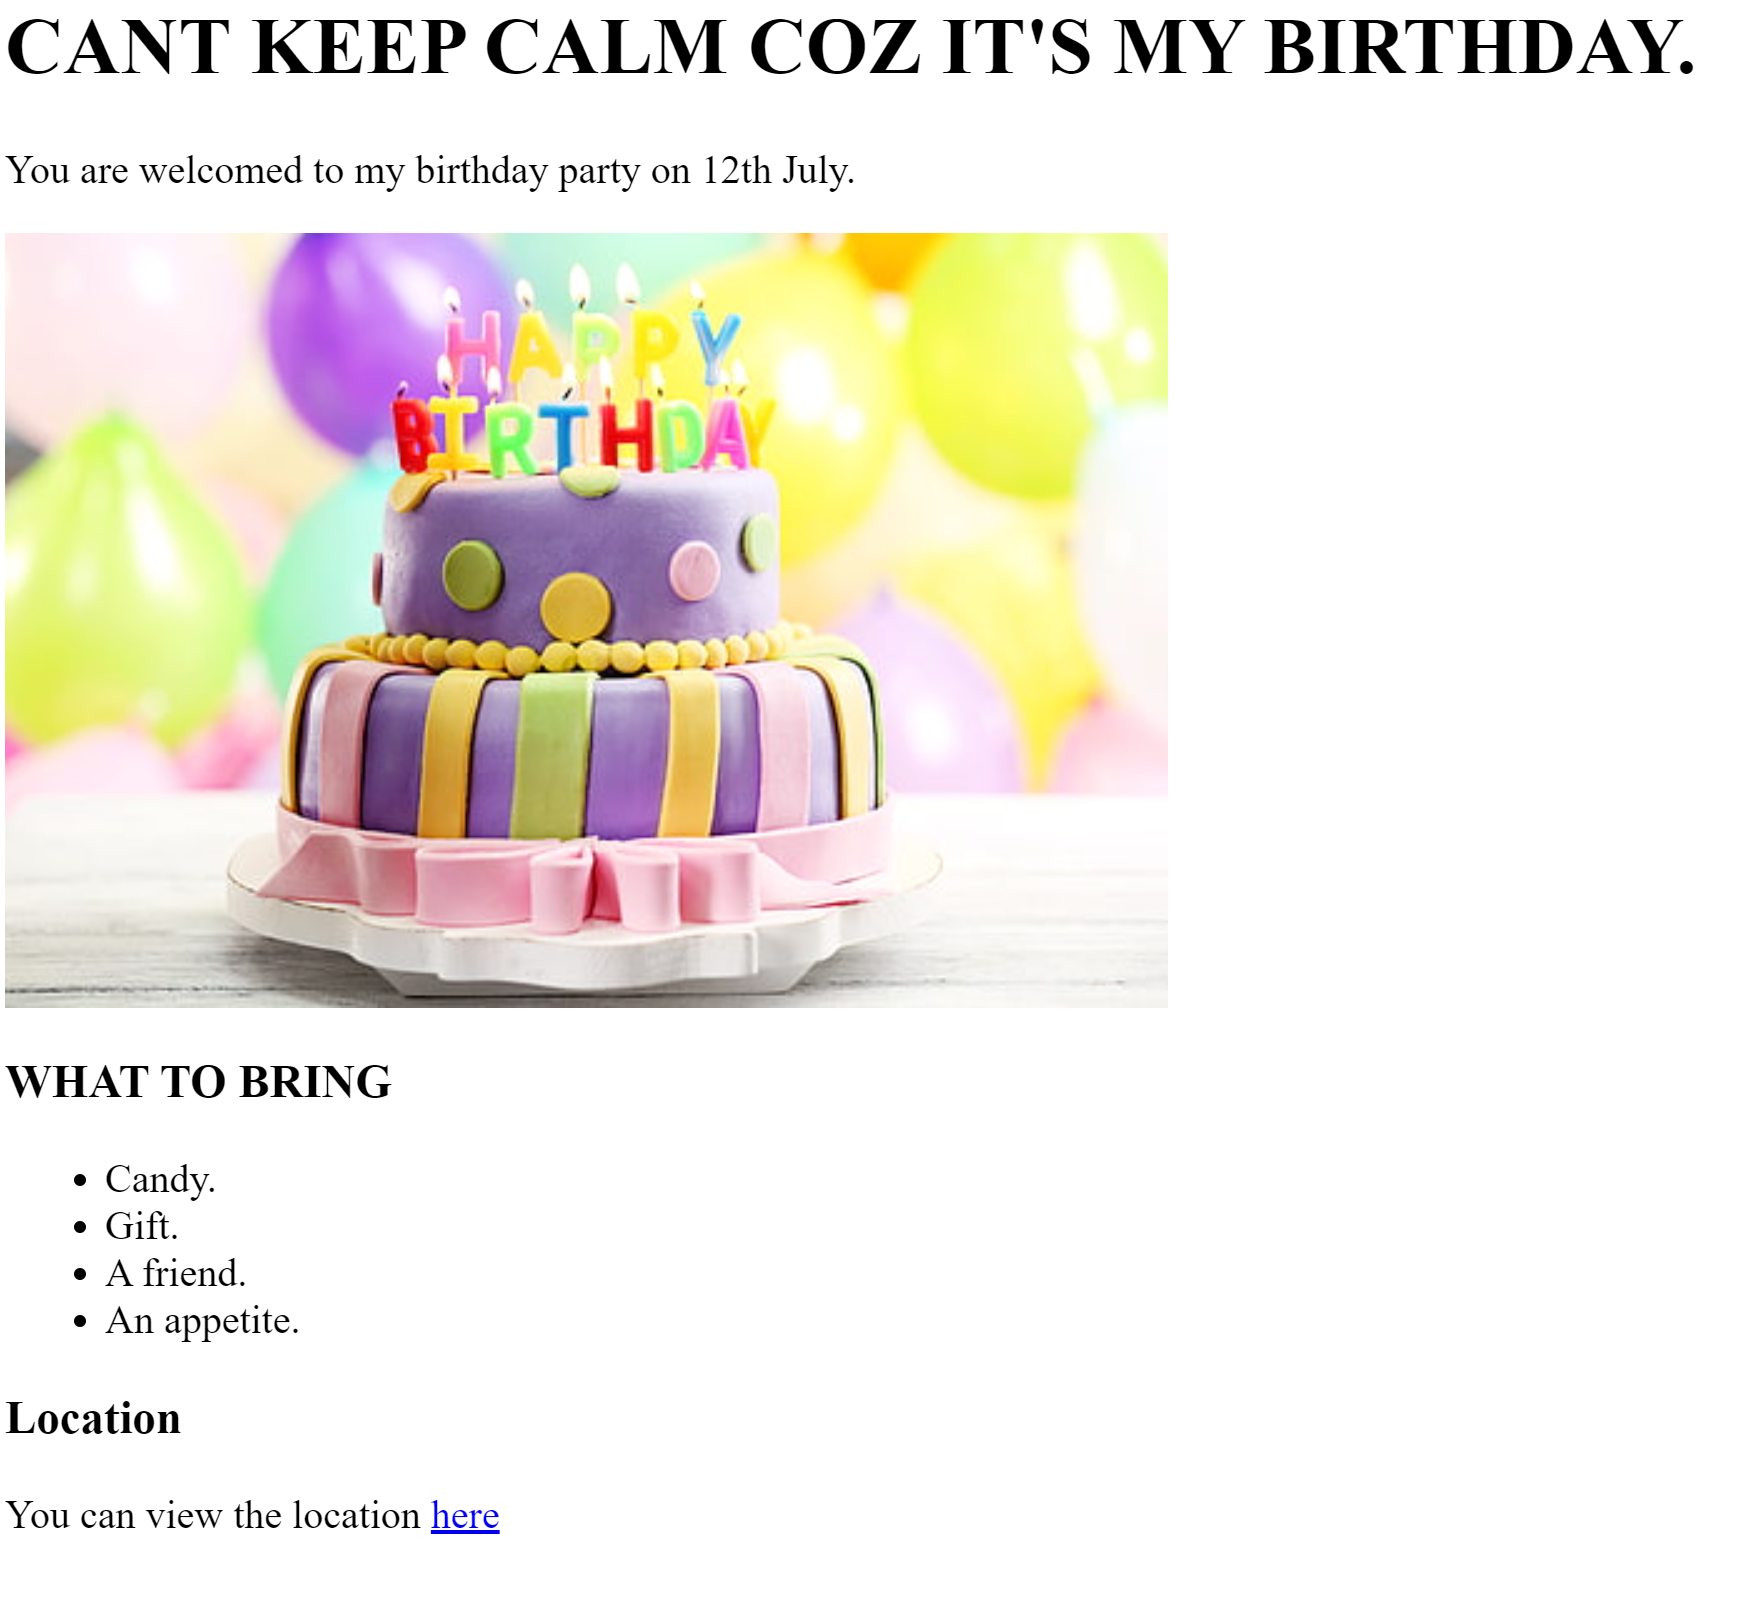 CANT KEEP CALM COZ IT'S MY BIRTHDAY.
You are welcomed to my birthday party on 12th July.
HAPPY
BIRTHDAY
WHAT TO BRING
Candy.
Gift.
A friend.
An appetite.
Location
You can view the location here